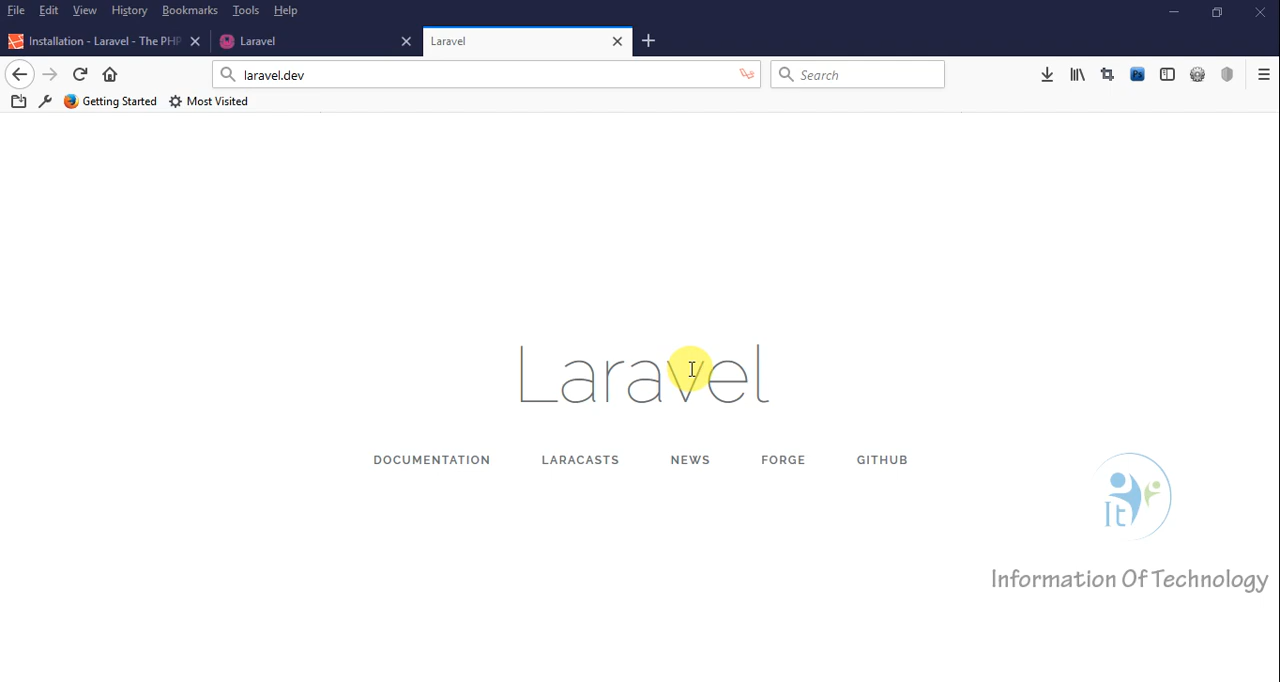 File Edit View History Bookmarks Tools Help
Installation - Laravel - The PHP Laravel Laravel
laravel.dev Search
Getting Started Most Visited
Laravel
DOCUMENTATION LARACASTS NEWS FORGE GITHUB
It
Information Of Technology
Ps